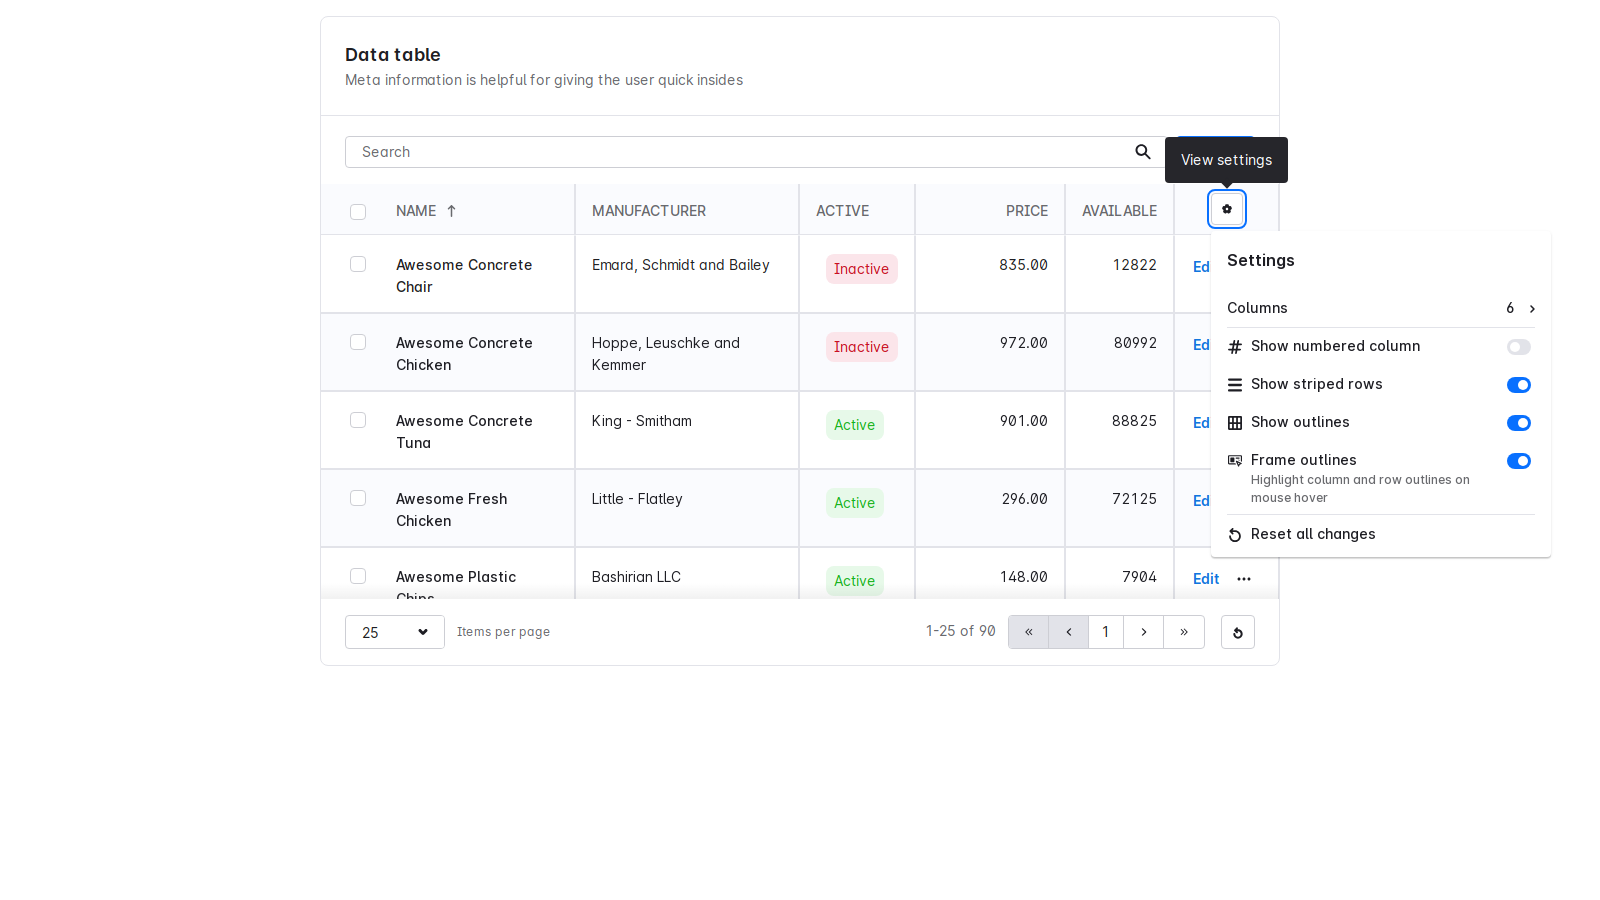 Data table
Meta information is helpful for giving the user quick insides
Search
View settings
NAME
MANUFACTURER
ACTIVE
PRICE
AVAILABLE
Awesome Concrete
Chair
Emard, Schmidt and Bailey
Inactive
835.00
12822
Ed
Awesome Concrete
Chicken
Hoppe, Leuschke and
Kemmer
Inactive
972.00
80992
Ed
Awesome Concrete
Tuna
King - Smitham
Active
901.00
88825
Ed
Awesome Fresh
Chicken
Little - Flatley
Active
296.00
72125
Ed
Awesome Plastic
Chips
Bashirian LLC
Active
148.00
7904
Edit
Settings
Columns 6
Show numbered column
Show striped rows
Show outlines
Frame outlines
Highlight column and row outlines on
mouse hover
Reset all changes
25
Items per page
1-25 of 90
« ‹ 1 › »